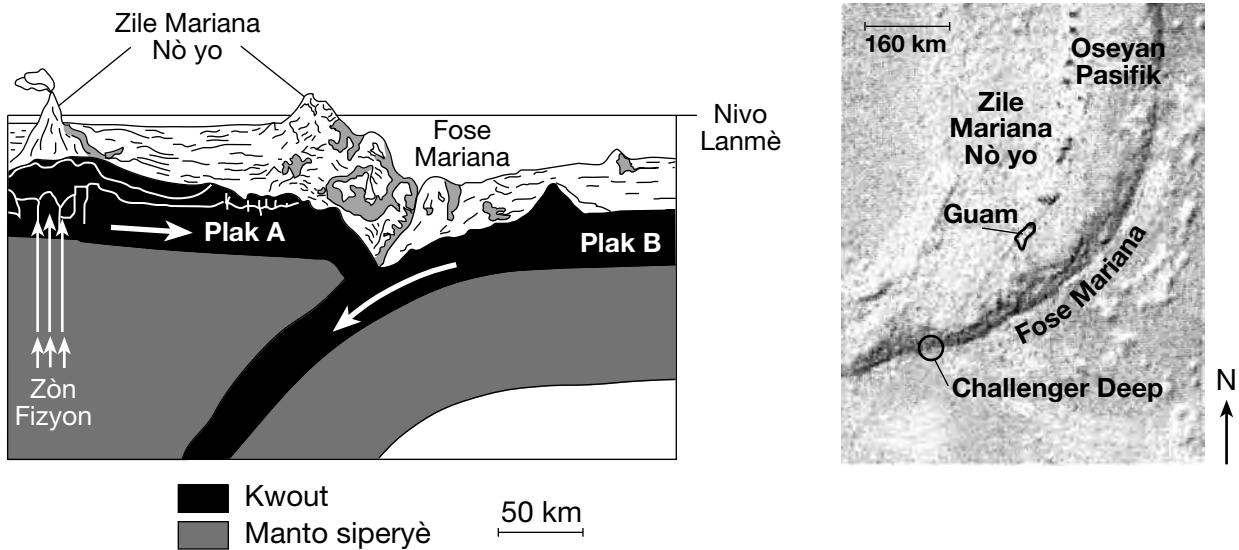 Zile Mariana
Nò yo
Nivo
Lanmè
Fose
Mariana
Plak A
Plak B
Zòn
Fizyon
Kwout
Manto siperyè
50 km
160 km
Oseyan
Pasifik
Zile
Mariana
Nò yo
Guam
Fose Mariana
Challenger Deep
N